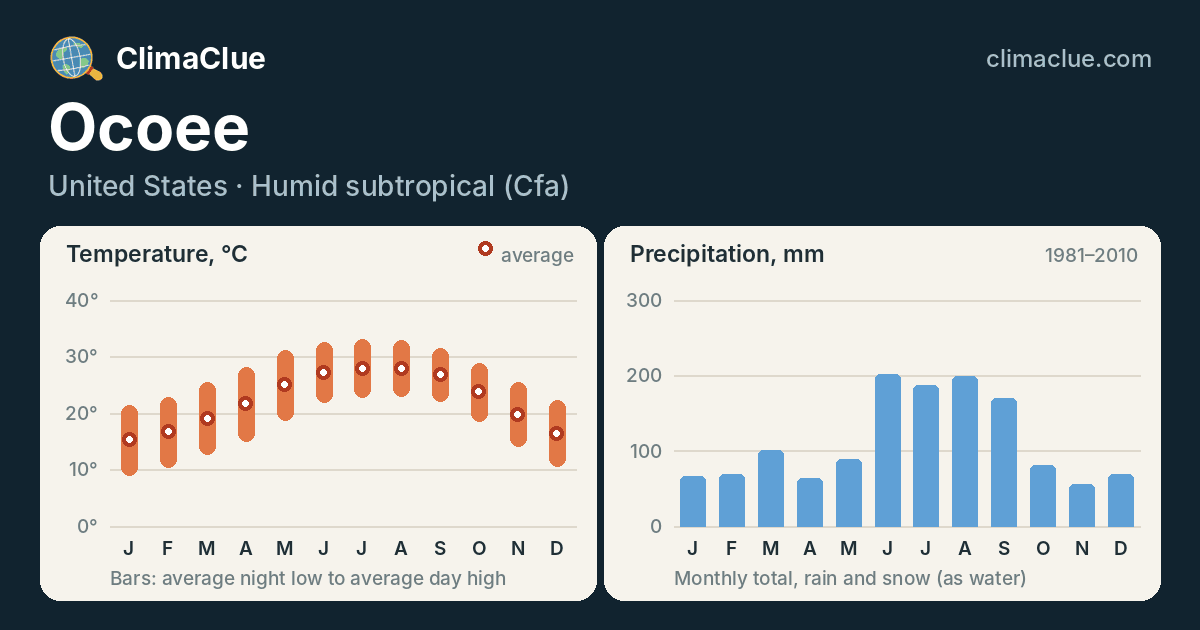 ClimaClue
climaclue.com
Ocoee
United States · Humid subtropical (Cfa)
Temperature, °C
average
40°
30°
20°
10°
0°
J F M A M J J A S O N D
Bars: average night low to average day high
Precipitation, mm
1981–2010
300
200
100
0
J F M A M J J A S O N D
Monthly total, rain and snow (as water)